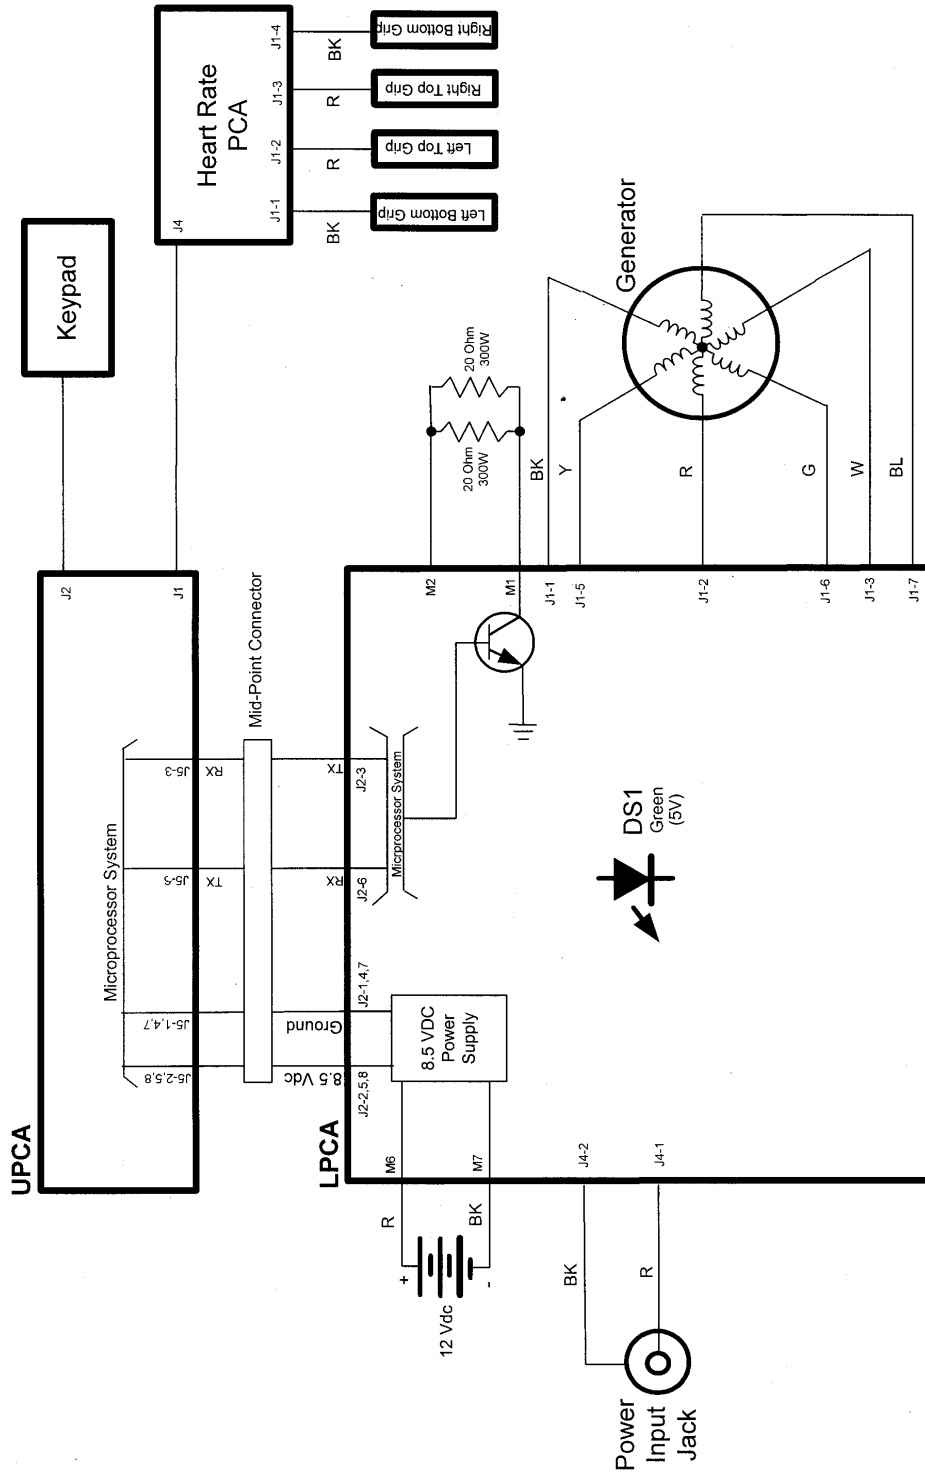 UPCA
Microprocessor System
J5-2,5,8
J5-1,4,7
J5-5
J5-3
TX
RX
J2
J1
Keypad
Heart Rate
PCA
J4
J1-1
J1-2
J1-3
J1-4
BK
R
R
BK
Left Bottom Grip
Left Top Grip
Right Top Grip
Right Bottom Grip
Mid-Point Connector
8.5 Vdc
Ground
RX
TX
LPCA
J2-2,5,8
J2-1,4,7
J2-6
J2-3
Micrprocessor System
8.5 VDC
Power
Supply
M6
M7
R
BK
+
-
12 Vdc
J4-2
J4-1
BK
R
Power
Input
Jack
DS1
Green
(5V)
M2
M1
20 Ohm
300W
20 Ohm
300W
J1-1
J1-5
J1-2
J1-6
J1-3
J1-7
BK
Y
R
G
W
BL
Generator